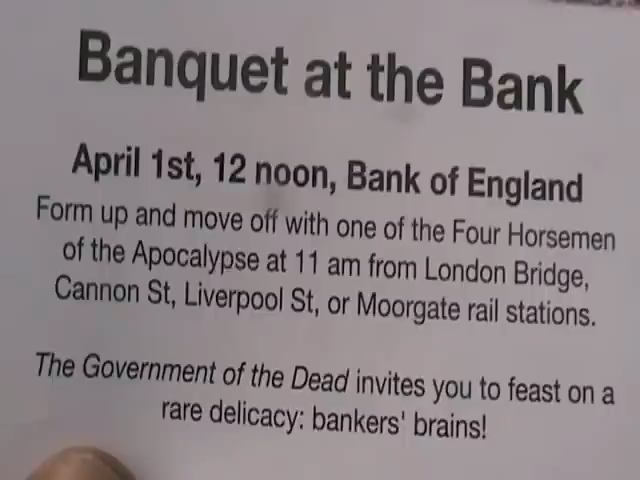 Banquet at the Bank
April 1st, 12 noon, Bank of England
Form up and move off with one of the Four Horsemen
of the Apocalypse at 11 am from London Bridge,
Cannon St, Liverpool St, or Moorgate rail stations.
The Government of the Dead invites you to feast on a
rare delicacy: bankers' brains!